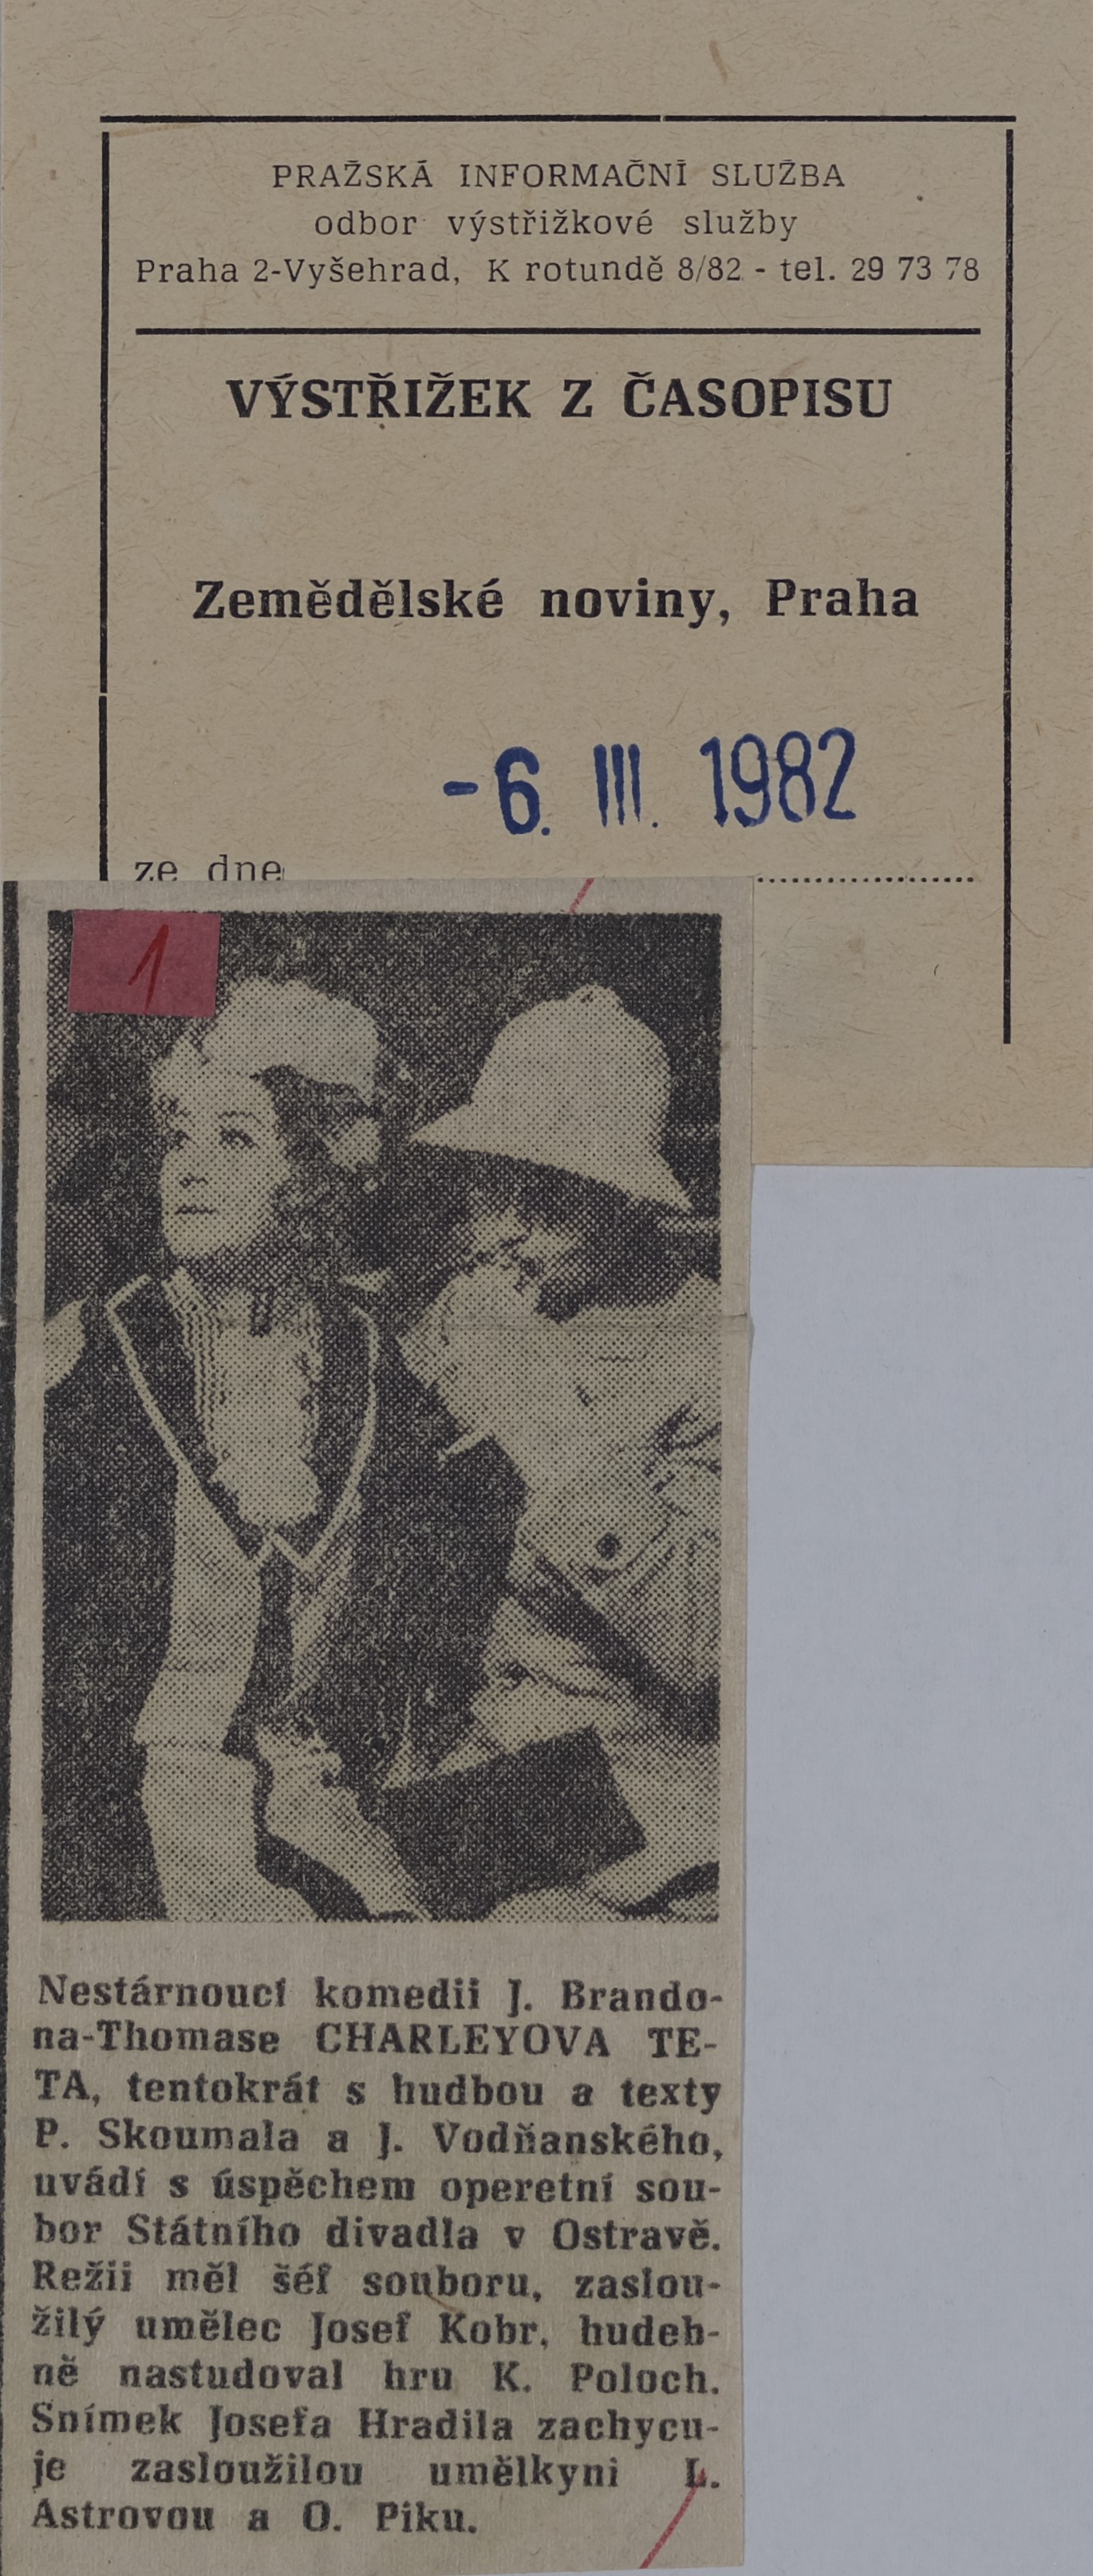 PRAŽSKÁ INFORMAČNÍ SLUŽBA
odbor výstřižkové služby
Praha 2-Vyšehrad, K rotundě 8/82 - tel. 29 73 78
VÝSTŘIŽEK Z ČASOPISU
Zemědělské noviny, Praha
-6. III. 1982
ze dne
1
Nestárnoucí komedii J. Brando-
na-Thomase CHARLEYOVA TE-
TA, tentokrát s hudbou a texty
P. Skoumala a J. Vodňanského,
uvádí s úspěchem operetní sou-
bor Státního divadla v Ostravě.
Režii měl šéf souboru, zaslou-
žilý umělec Josef Kobr, hudeb-
ně nastudoval hru K. Poloch.
Snímek Josefa Hradila zachycu-
je zasloužilou umělkyni L.
Astrovou a O. Piku.